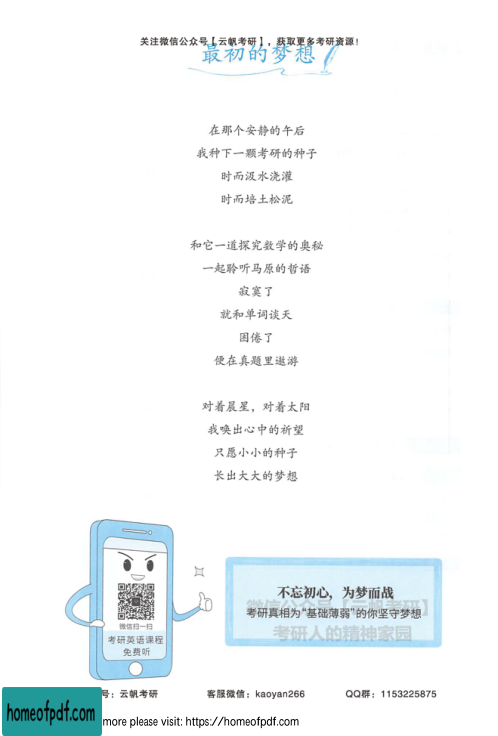 关注微信公众号【云帆考研】，获取更多考研资源！
最初的梦想
在那个安静的午后
我种下一颗考研的种子
时而汲水浇灌
时而培土松泥
和它一道探究数学的奥秘
一起聆听马原的哲语
寂寞了
就和单词谈天
困倦了
便在真题里遨游
对着晨星，对着太阳
我唤出心中的祈望
只愿小小的种子
长出大大的梦想
微信扫一扫
考研英语课程
免费听
不忘初心，为梦而战
考研真相为“基础薄弱”的你坚守梦想
微信公众号【云帆考研】
考研人的精神家园
号：云帆考研
客服微信：kaoyan266
QQ群：1153225875
homeofpdf.com
more please visit: https://homeofpdf.com